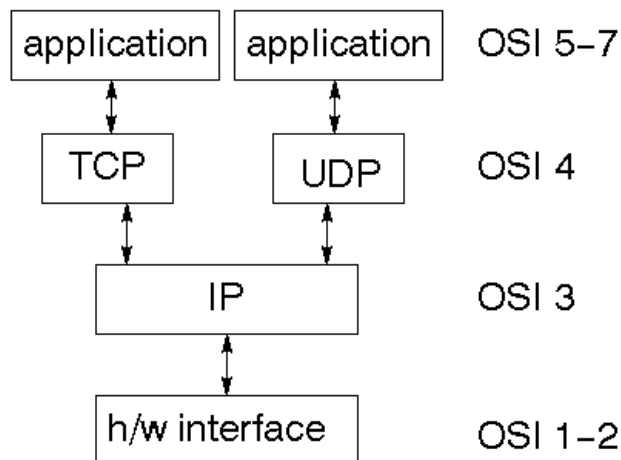 application application OSI 5-7
TCP UDP OSI 4
IP OSI 3
h/w interface OSI 1-2